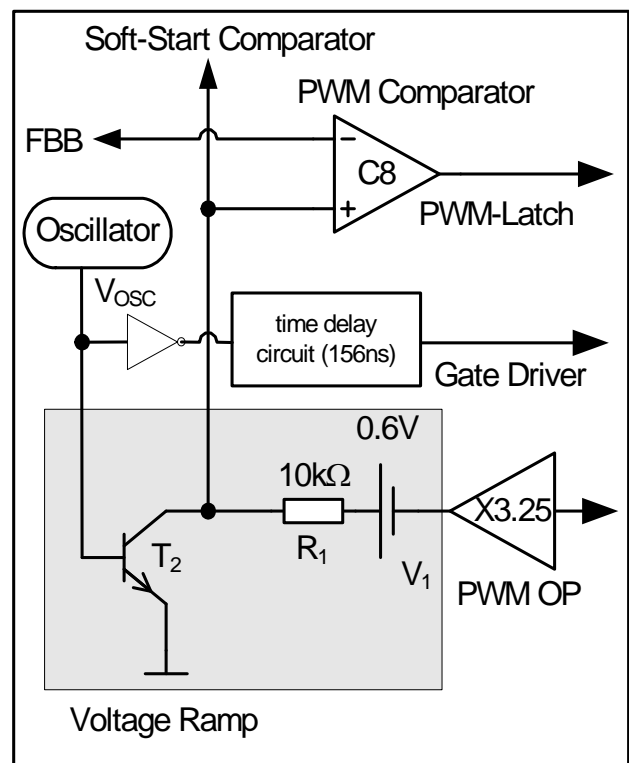 Soft-Start Comparator
PWM Comparator
FBB
−
C8
+
PWM-Latch
Oscillator
VOSC
time delay
circuit (156ns)
Gate Driver
0.6V
10kΩ
X3.25
T2
R1
V1
PWM OP
Voltage Ramp